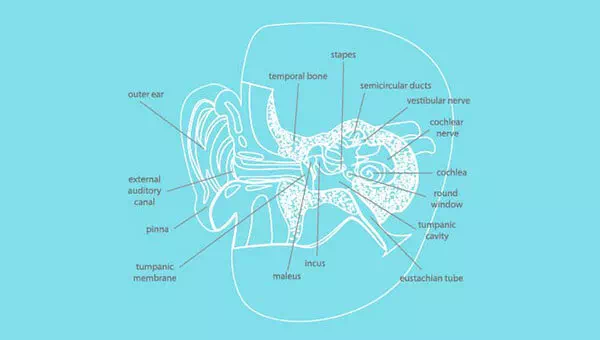 stapes
temporal bone
semicircular ducts
outer ear
vestibular nerve
cochlear
nerve
external
auditory
canal
cochlea
round
window
pinna
tumpanic
cavity
tumpanic
membrane
incus
maleus
eustachian tube